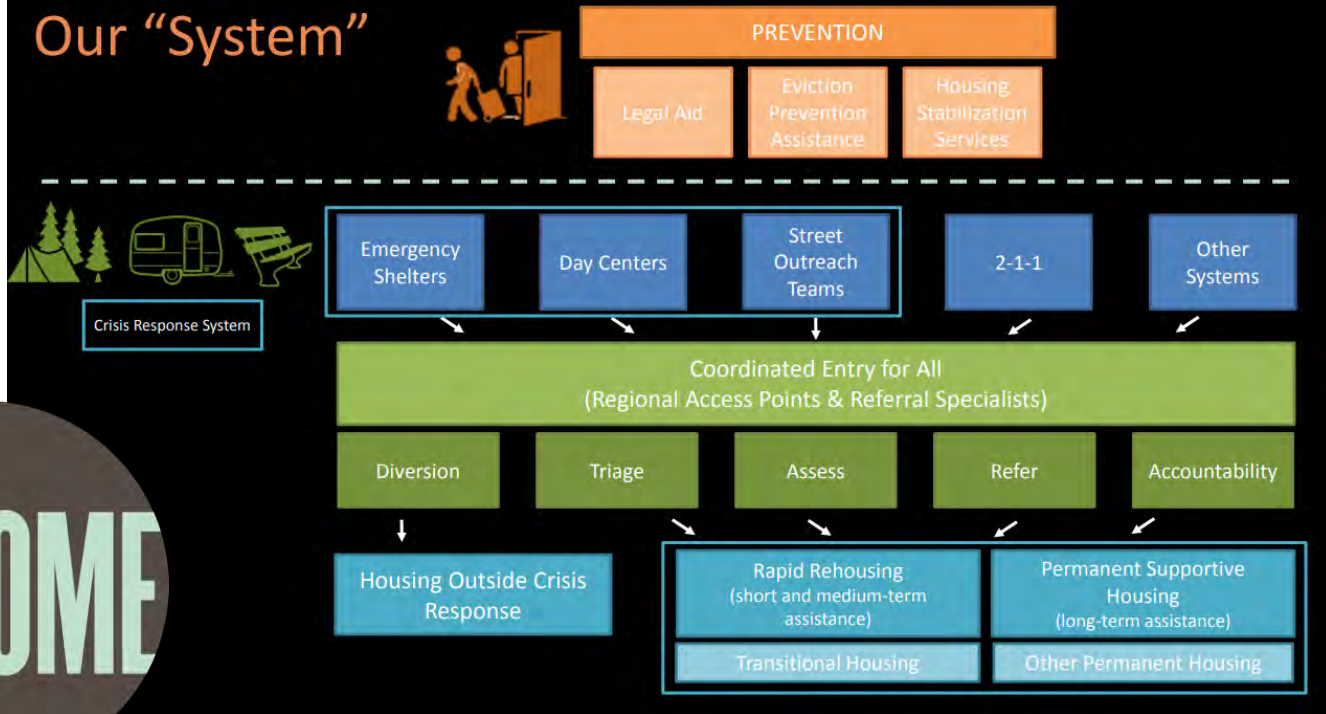 Our “System”
PREVENTION
Legal Aid
Eviction
Prevention
Assistance
Housing
Stabilization
Services
Emergency
Shelters
Day Centers
Street
Outreach
Teams
2-1-1
Other
Systems
Crisis Response System
Coordinated Entry for All
(Regional Access Points & Referral Specialists)
Diversion
Triage
Assess
Refer
Accountability
Housing Outside Crisis
Response
Rapid Rehousing
(short and medium-term
assistance)
Permanent Supportive
Housing
(long-term assistance)
Transitional Housing
Other Permanent Housing
OME